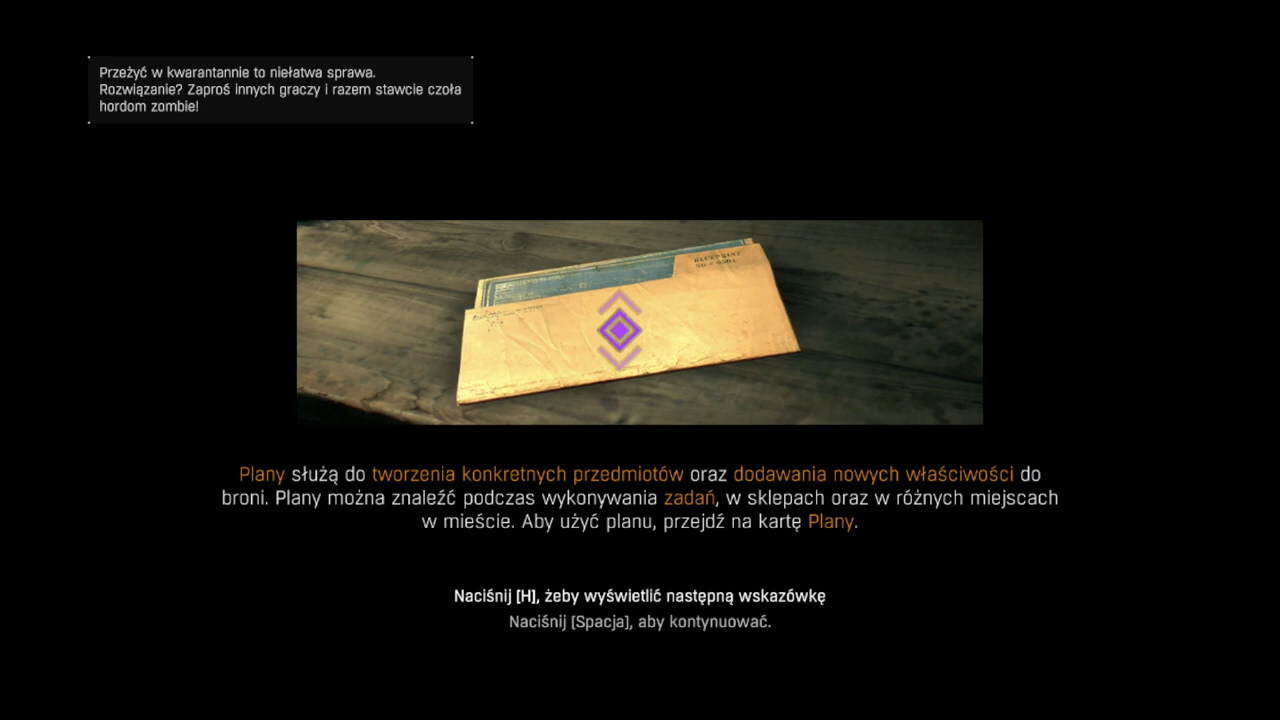 Przeżyć w kwarantannie to niełatwa sprawa.
Rozwiązanie? Zaproś innych graczy i razem stawcie czoła
hordom zombie!
BLUEPRINT
Plany służą do tworzenia konkretnych przedmiotów oraz dodawania nowych właściwości do
broni. Plany można znaleźć podczas wykonywania zadań, w sklepach oraz w różnych miejscach
w mieście. Aby użyć planu, przejdź na kartę Plany.
Naciśnij [H], żeby wyświetlić następną wskazówkę
Naciśnij [Spacja], aby kontynuować.